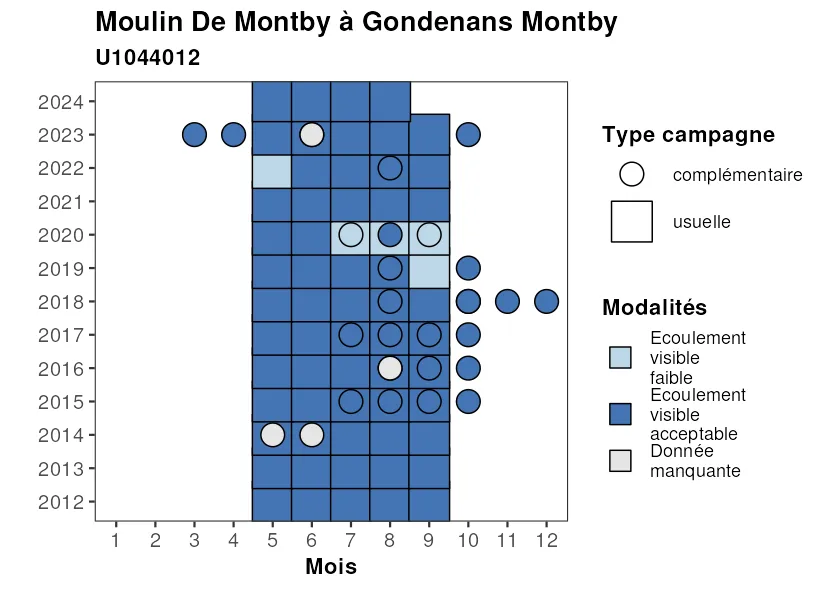 Moulin De Montby à Gondenans Montby
U1044012
2024
2023
2022
2021
2020
2019
2018
2017
2016
2015
2014
2013
2012
1 2 3 4 5 6 7 8 9 10 11 12
Mois
Type campagne
complémentaire
usuelle
Modalités
Ecoulement
visible
faible
Ecoulement
visible
acceptable
Donnée
manquante